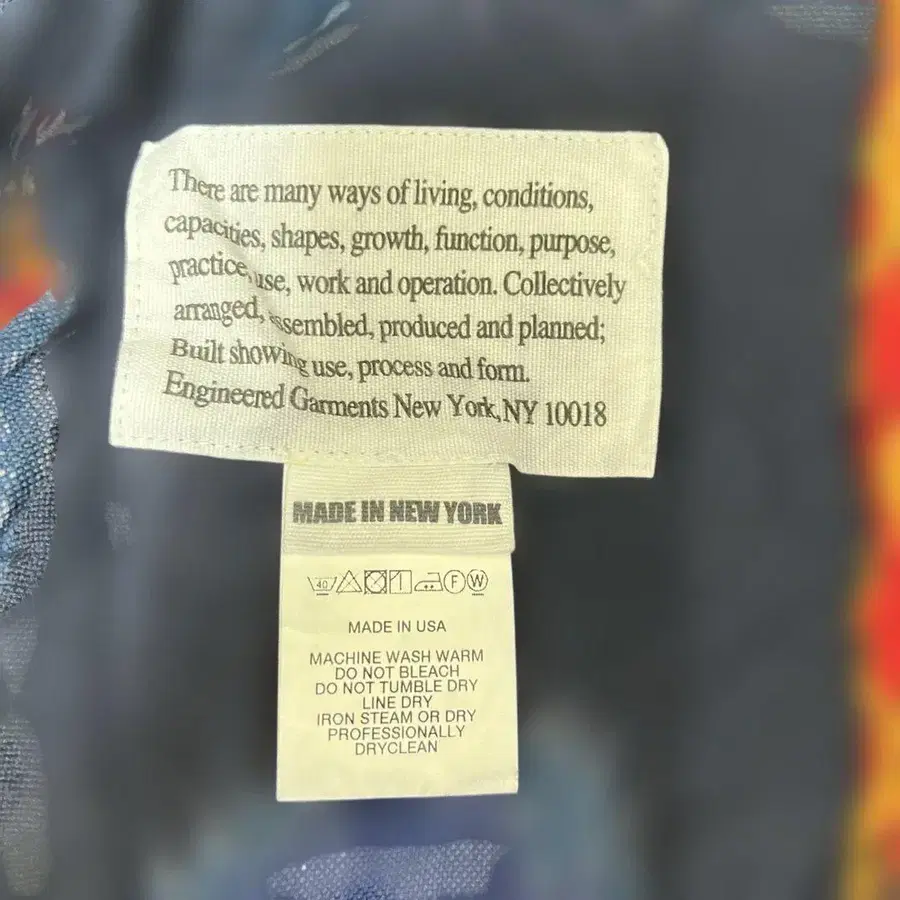 There are many ways of living, conditions,
capacities, shapes, growth, function, purpose,
practice, use, work and operation. Collectively
arranged, assembled, produced and planned;
Built showing use, process and form.
Engineered Garments New York, NY 10018
MADE IN NEW YORK
40 F W
MADE IN USA
MACHINE WASH WARM
DO NOT BLEACH
DO NOT TUMBLE DRY
LINE DRY
IRON STEAM OR DRY
PROFESSIONALLY
DRYCLEAN